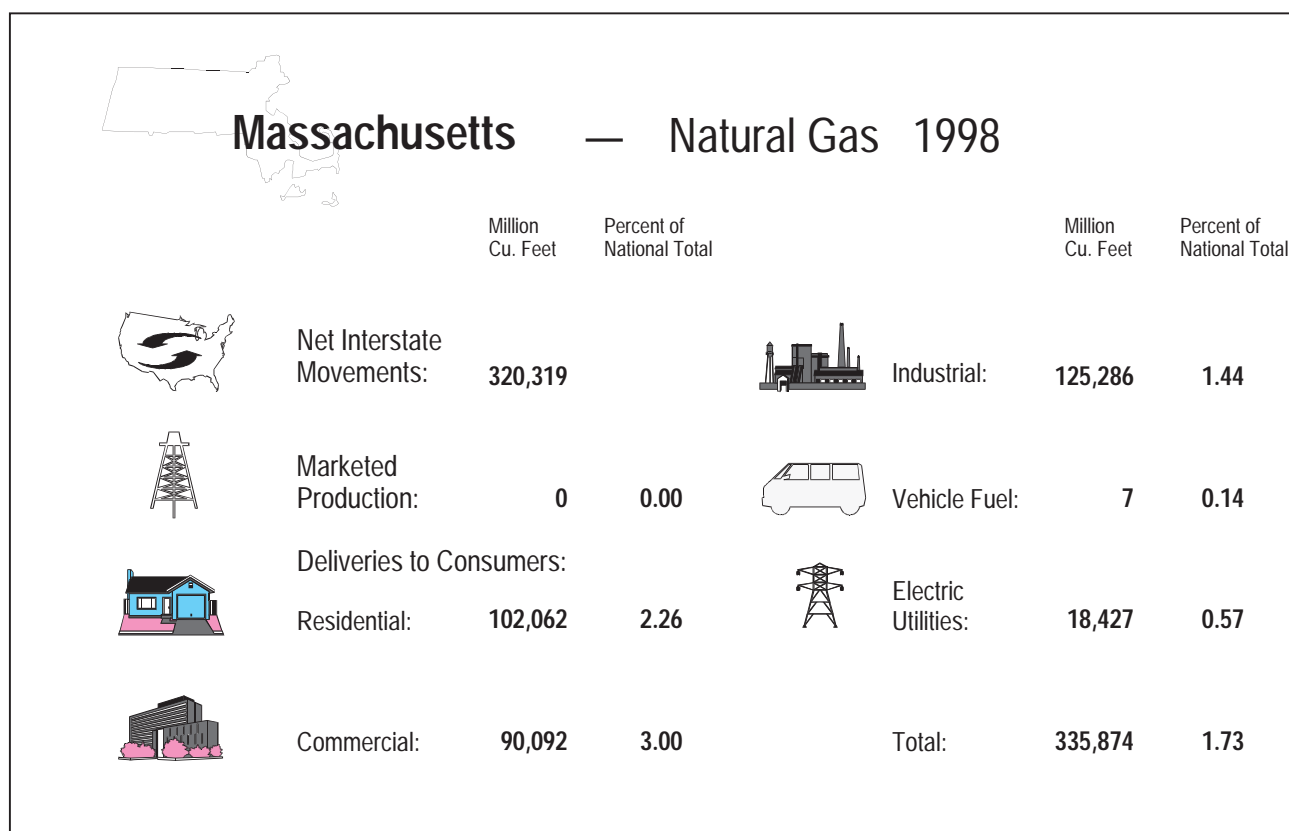 Massachusetts — Natural Gas 1998
Million Percent of Million Percent of
Cu. Feet National Total Cu. Feet National Total
Net Interstate
Movements: 320,319
Industrial: 125,286 1.44
Marketed
Production: 0 0.00
Vehicle Fuel: 7 0.14
Deliveries to Consumers:
Residential: 102,062 2.26
Electric
Utilities: 18,427 0.57
Commercial: 90,092 3.00
Total: 335,874 1.73